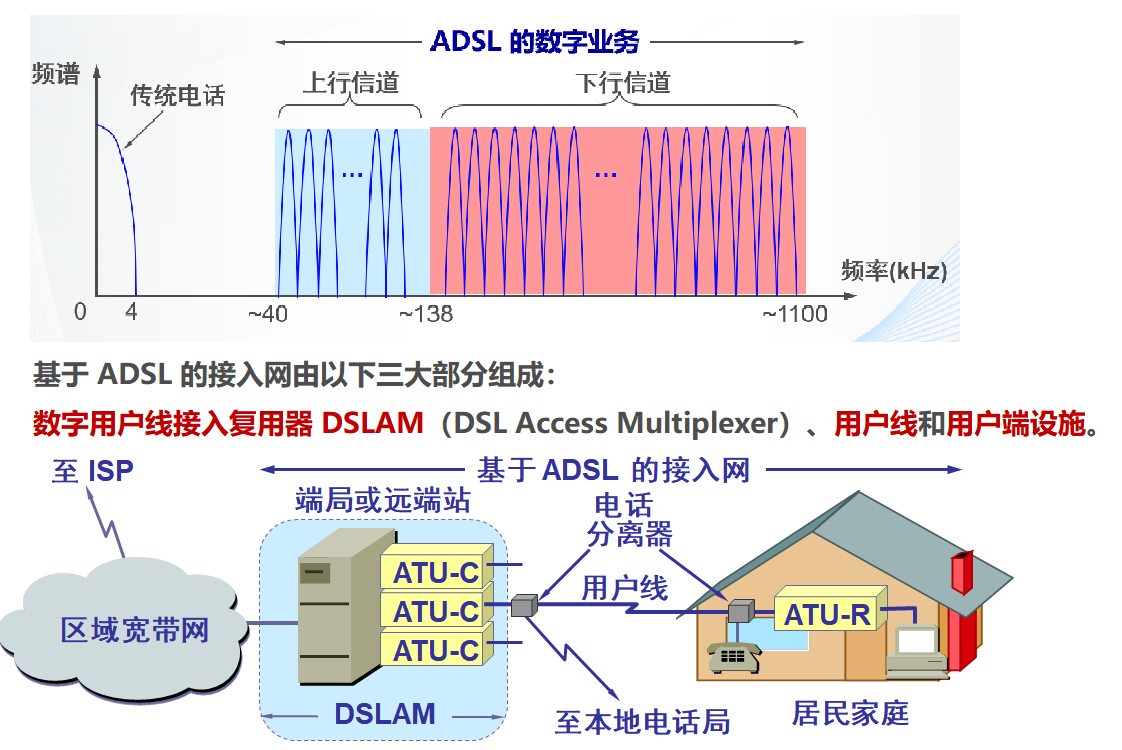 ADSL 的数字业务
频谱
传统电话
上行信道
下行信道
...
...
频率(kHz)
0
4
~40
~138
~1100
基于 ADSL 的接入网由以下三大部分组成：
数字用户线接入复用器 DSLAM（DSL Access Multiplexer）、用户线和用户端设施。
至 ISP
基于 ADSL 的接入网
端局或远端站
电话
分离器
用户线
ATU-C
ATU-C
ATU-C
ATU-R
区域宽带网
DSLAM
至本地电话局
居民家庭